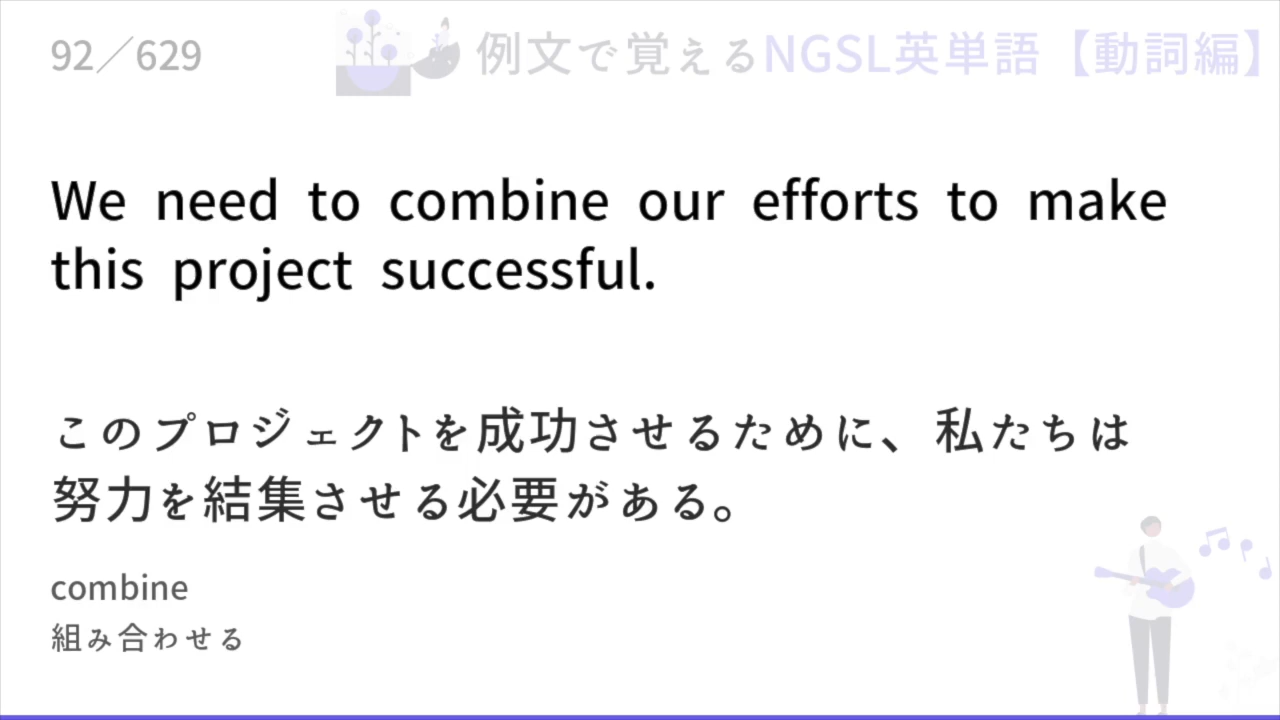 92／629
例文で覚えるNGSL英単語【動詞編】
We need to combine our efforts to make
this project successful.
このプロジェクトを成功させるために、私たちは
努力を結集させる必要がある。
combine
組み合わせる